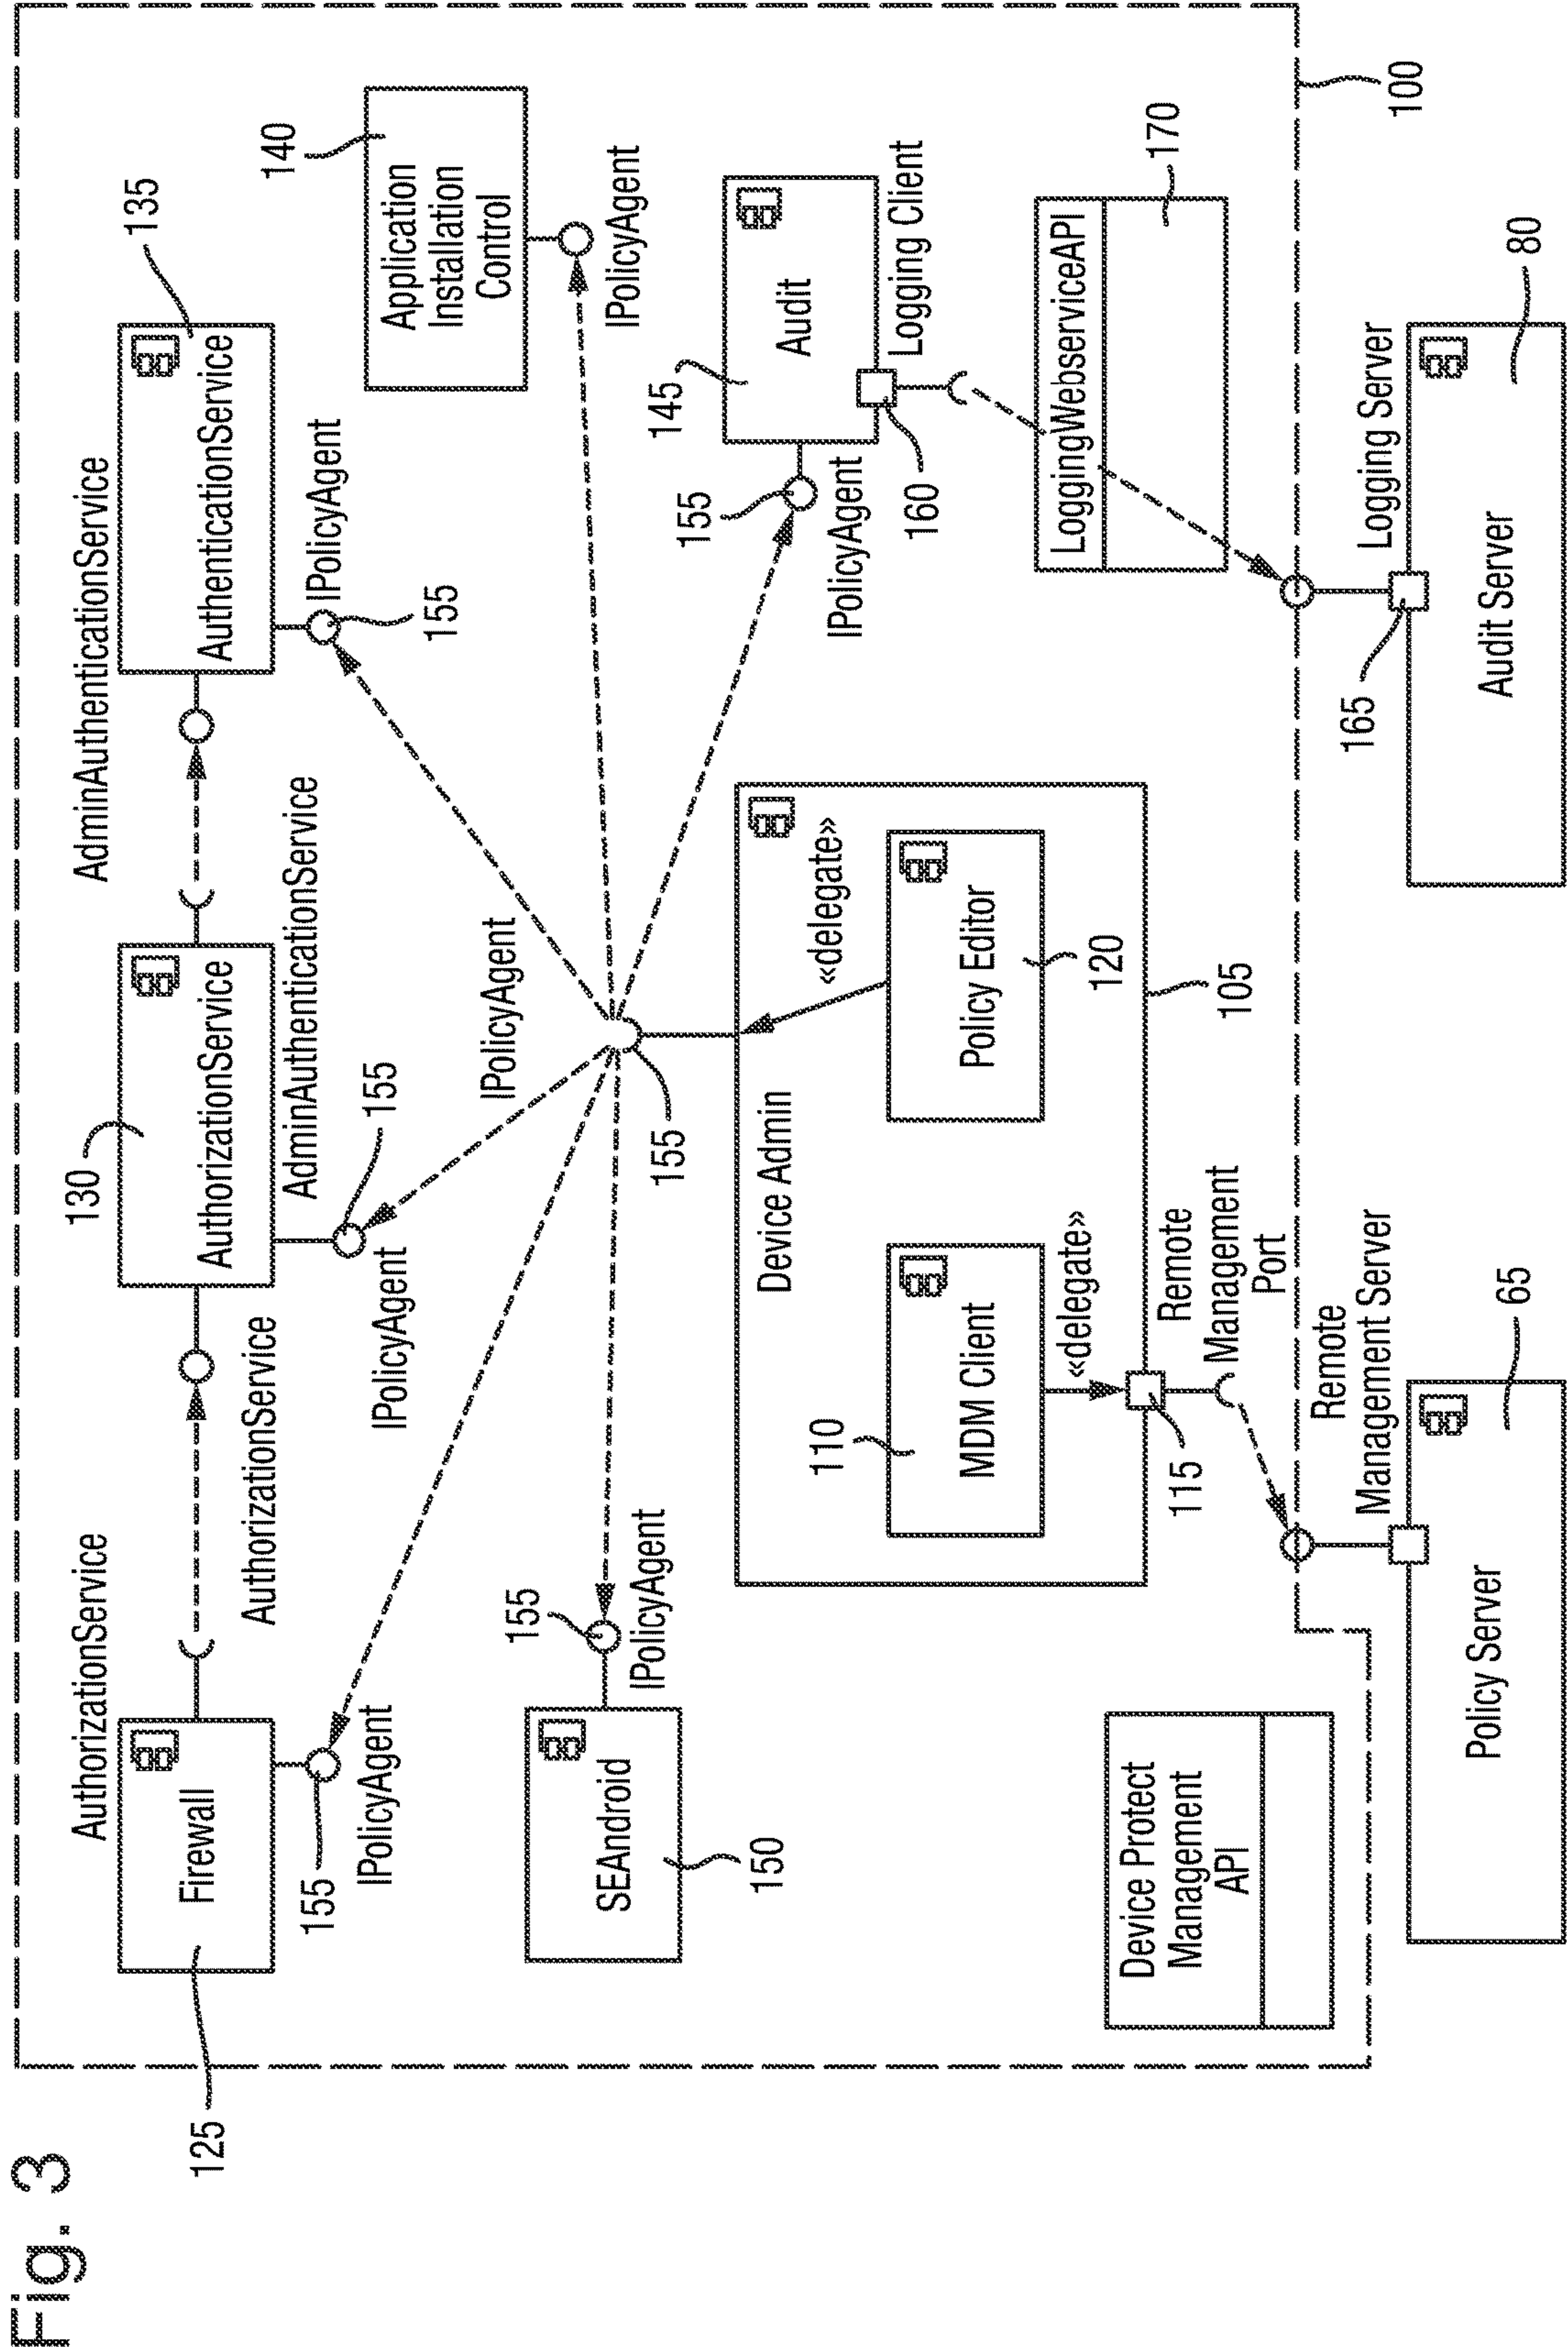 Fig. 3
125
Firewall
AuthorizationService
155
IPolicyAgent
AuthorizationService
130
AuthorizationService
AdminAuthenticationService
155
IPolicyAgent
AdminAuthenticationService
135
AuthenticationService
IPolicyAgent
155
140
Application
Installation
Control
IPolicyAgent
SEAndroid
150
155
IPolicyAgent
IPolicyAgent
155
145
Audit
155
IPolicyAgent
160
Logging Client
LoggingWebserviceAPI
170
Device Admin
«delegate»
110
MDM Client
«delegate»
Policy Editor
120
105
115
Remote
Management
Port
100
Device Protect
Management
API
Remote
Management Server
65
Policy Server
165
Logging Server
80
Audit Server